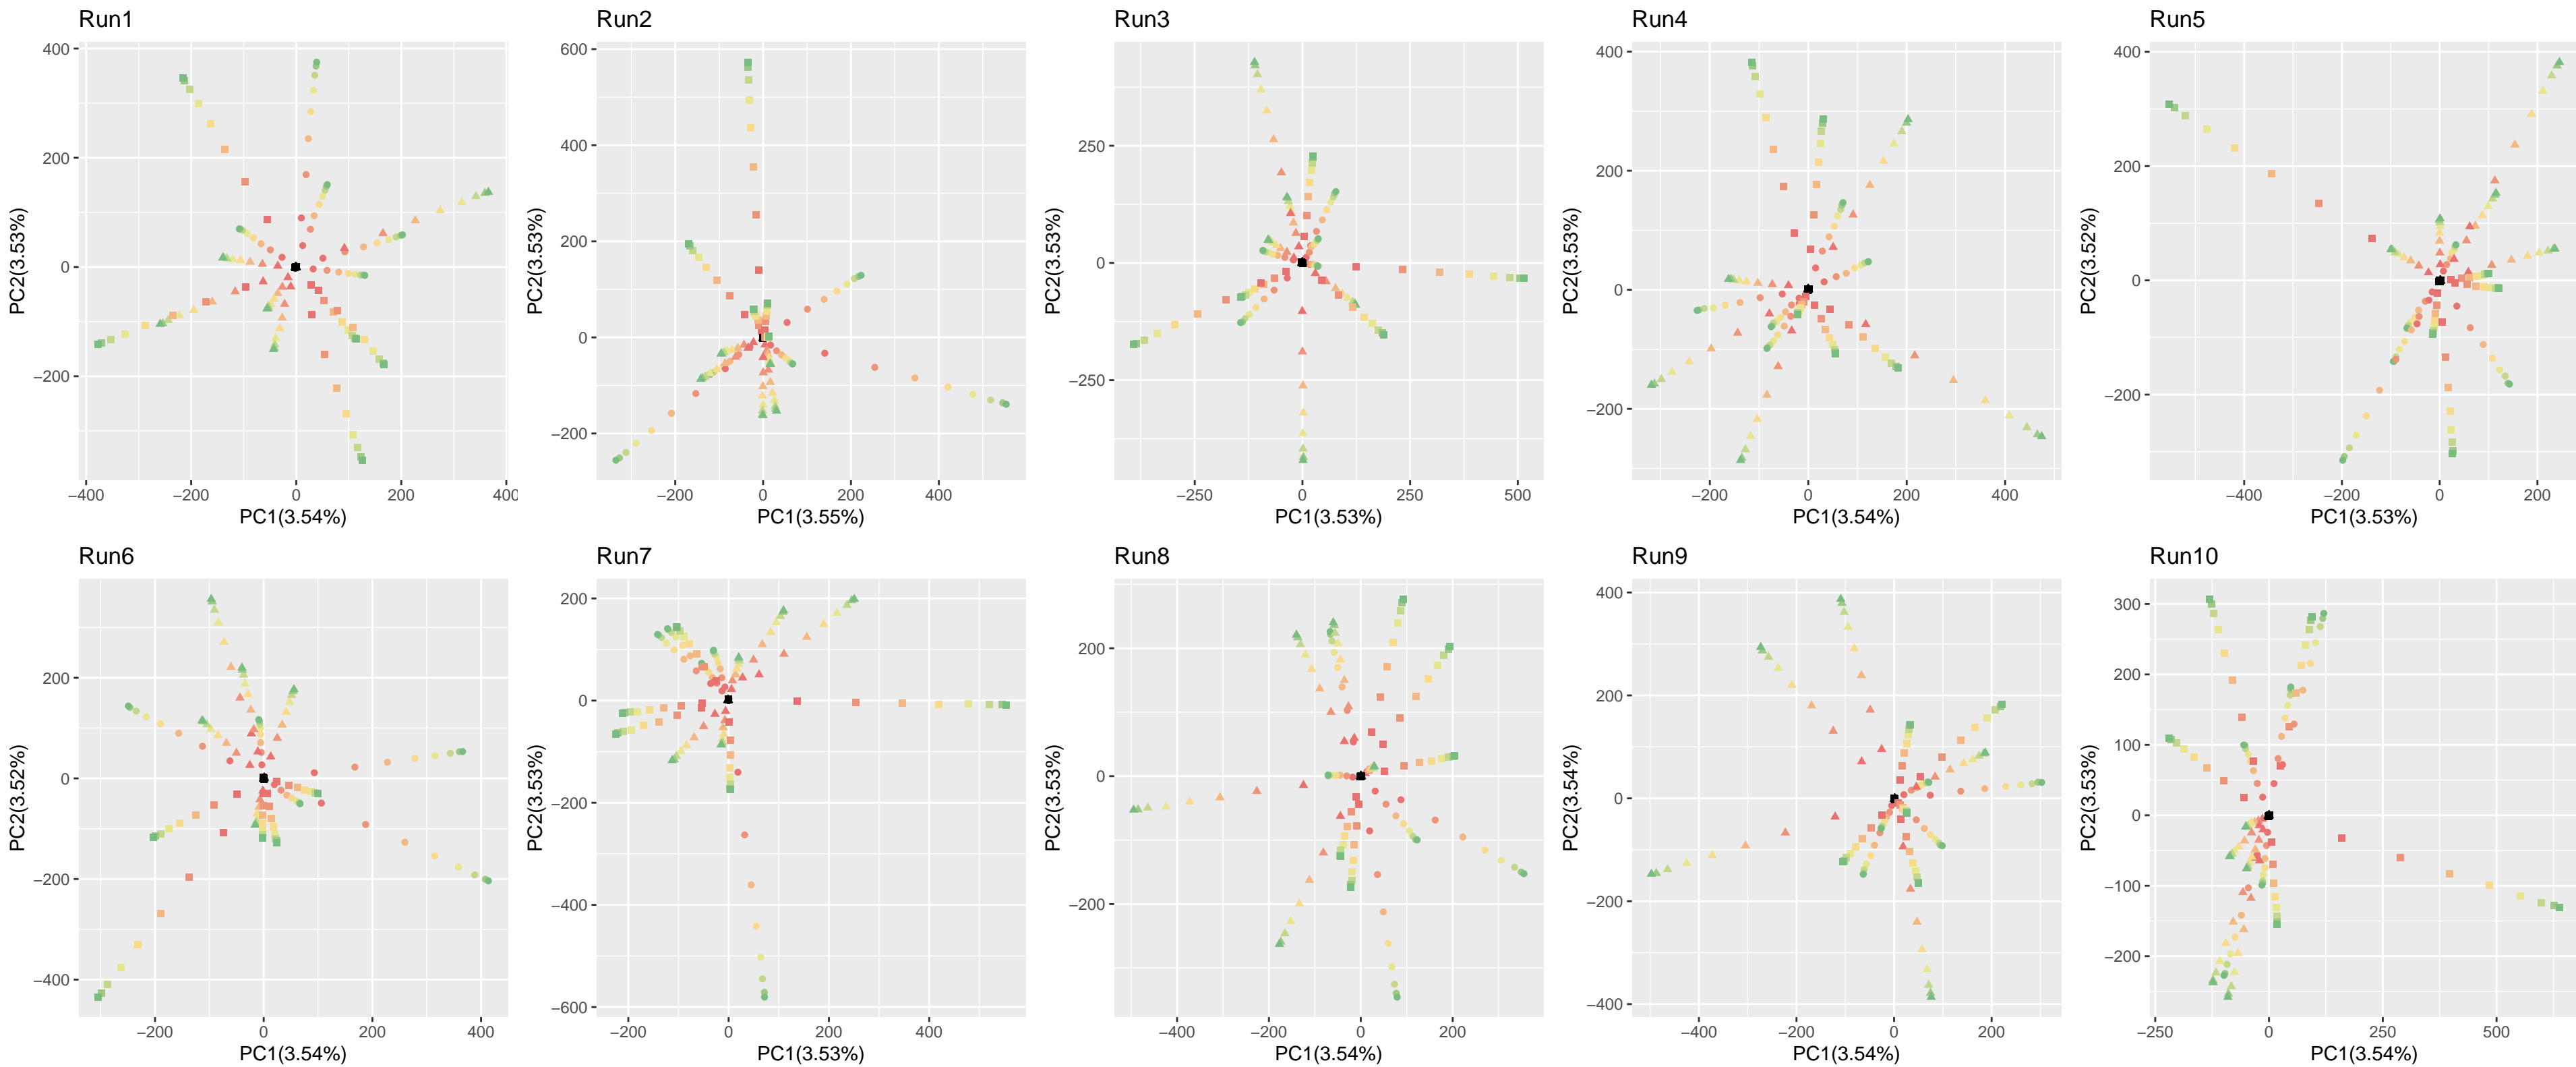 Run1
400
200
0
−200
−400
−200
0
200
400
PC1(3.54%)
PC2(3.53%)
Run2
600
400
200
0
−200
−200
0
200
400
PC1(3.55%)
PC2(3.53%)
Run3
250
0
−250
−250
0
250
500
PC1(3.53%)
PC2(3.53%)
Run4
400
200
0
−200
−200
0
200
400
PC1(3.54%)
PC2(3.53%)
Run5
400
200
0
−200
−400
−200
0
200
PC1(3.53%)
PC2(3.52%)
Run6
200
0
−200
−400
−200
0
200
400
PC1(3.54%)
PC2(3.52%)
Run7
200
0
−200
−400
−600
−200
0
200
400
PC1(3.53%)
PC2(3.53%)
Run8
200
0
−200
−400
−200
0
200
PC1(3.54%)
PC2(3.53%)
Run9
400
200
0
−200
−400
−400
−200
0
200
PC1(3.54%)
PC2(3.54%)
Run10
300
200
100
0
−100
−200
−250
0
250
500
PC1(3.54%)
PC2(3.53%)